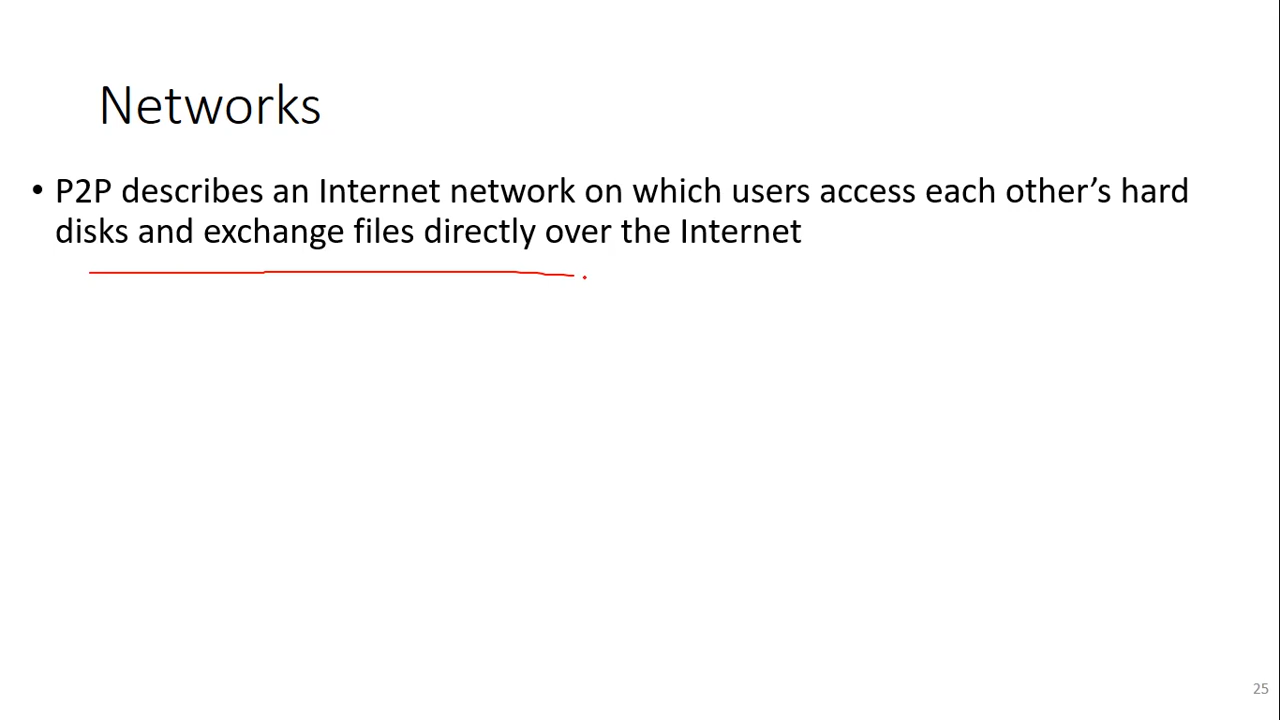 Networks
• P2P describes an Internet network on which users access each other’s hard
disks and exchange files directly over the Internet
25